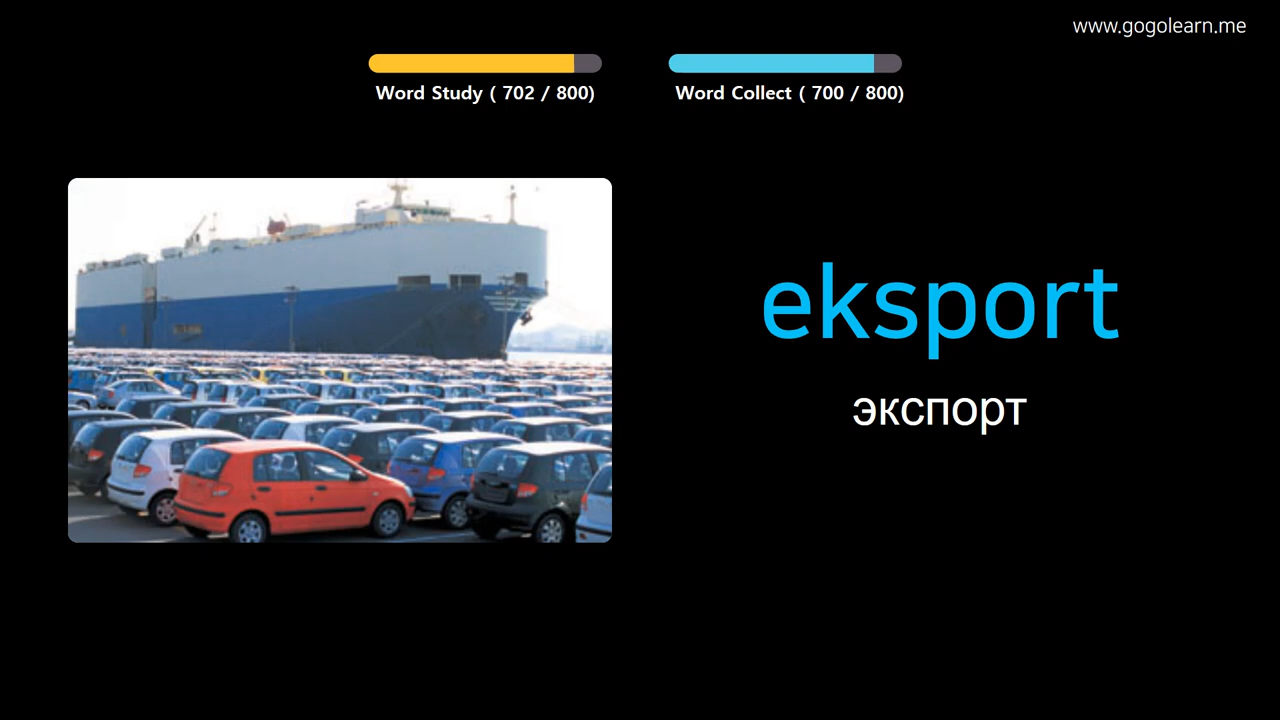 www.gogolearn.me
Word Study ( 702 / 800)
Word Collect ( 700 / 800)
eksport
экспорт